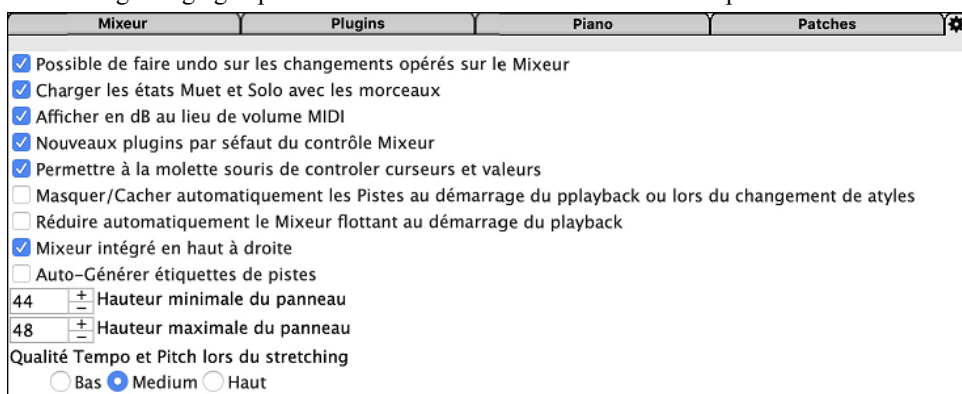 Mixeur Plugins Piano Patches
Possible de faire undo sur les changements opérés sur le Mixeur
Charger les états Muet et Solo avec les morceaux
Afficher en dB au lieu de volume MIDI
Nouveaux plugins par séfaut du contrôle Mixeur
Permettre à la molette souris de controler curseurs et valeurs
Masquer/Cacher automatiquement les Pistes au démarrage du pplayback ou lors du changement de atyles
Réduire automatiquement le Mixeur flottant au démarrage du playback
Mixeur intégré en haut à droite
Auto-Générer étiquettes de pistes
44 + - Hauteur minimale du panneau
48 + - Hauteur maximale du panneau
Qualité Tempo et Pitch lors du stretching
Bas Medium Haut